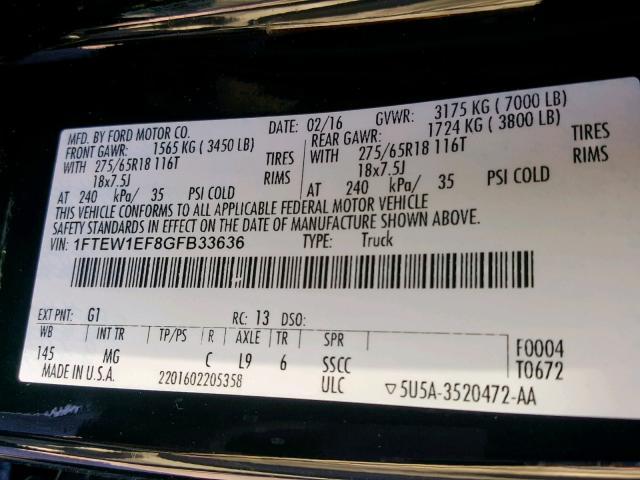 MFD. BY FORD MOTOR CO.
DATE: 02/16 GVWR: 3175 KG ( 7000 LB)
FRONT GAWR: 1565 KG ( 3450 LB) REAR GAWR: 1724 KG ( 3800 LB)
WITH 275/65R18 116T TIRES WITH 275/65R18 116T TIRES
18x7.5J RIMS 18x7.5J RIMS
AT 240 kPa/ 35 PSI COLD AT 240 kPa/ 35 PSI COLD
THIS VEHICLE CONFORMS TO ALL APPLICABLE FEDERAL MOTOR VEHICLE
SAFETY STANDARDS IN EFFECT ON THE DATE OF MANUFACTURE SHOWN ABOVE.
VIN: 1FTEW1EF8GFB33636 TYPE: Truck
EXT PNT: G1 RC: 13 DSO:
WB INT TR TP/PS R AXLE TR SPR F0004
145 MG C L9 6 SSCC T0672
MADE IN U.S.A. 2201602205358 ULC ▽5U5A-3520472-AA